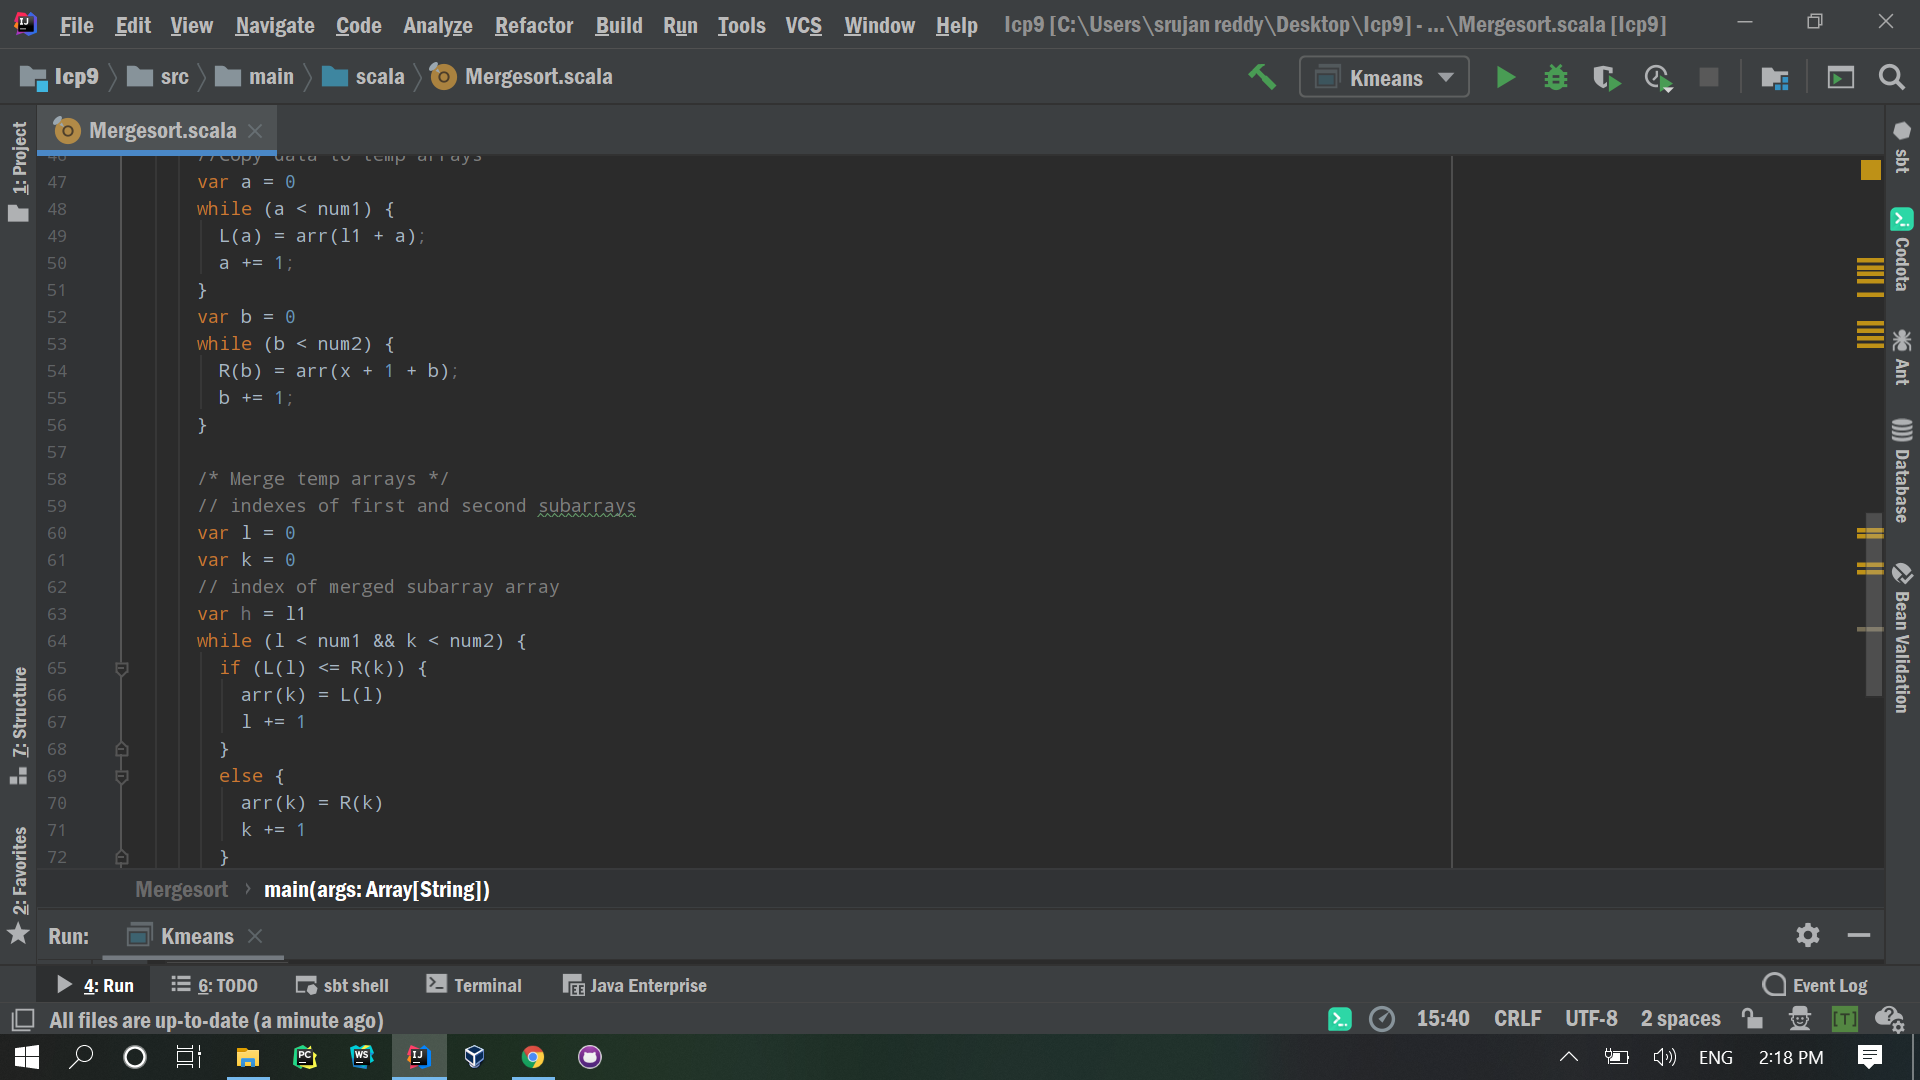 File Edit View Navigate Code Analyze Refactor Build Run Tools VCS Window Help Icp9 [C:\Users\srujan reddy\Desktop\Icp9] - ...\Mergesort.scala [Icp9]
Icp9 src main scala Mergesort.scala Kmeans
Mergesort.scala
46 //Copy data to temp arrays
47 var a = 0
48 while (a < num1) {
49 L(a) = arr(l1 + a);
50 a += 1;
51 }
52 var b = 0
53 while (b < num2) {
54 R(b) = arr(x + 1 + b);
55 b += 1;
56 }
57
58 /* Merge temp arrays */
59 // indexes of first and second subarrays
60 var l = 0
61 var k = 0
62 // index of merged subarray array
63 var h = l1
64 while (l < num1 && k < num2) {
65 if (L(l) <= R(k)) {
66 arr(k) = L(l)
67 l += 1
68 }
69 else {
70 arr(k) = R(k)
71 k += 1
72 }
1: Project
7: Structure
2: Favorites
sbt
Codota
Ant
Database
Bean Validation
Mergesort › main(args: Array[String])
Run: Kmeans
4: Run 6: TODO sbt shell Terminal Java Enterprise Event Log
All files are up-to-date (a minute ago) 15:40 CRLF UTF-8 2 spaces [T]
PC WS IJ ENG 2:18 PM